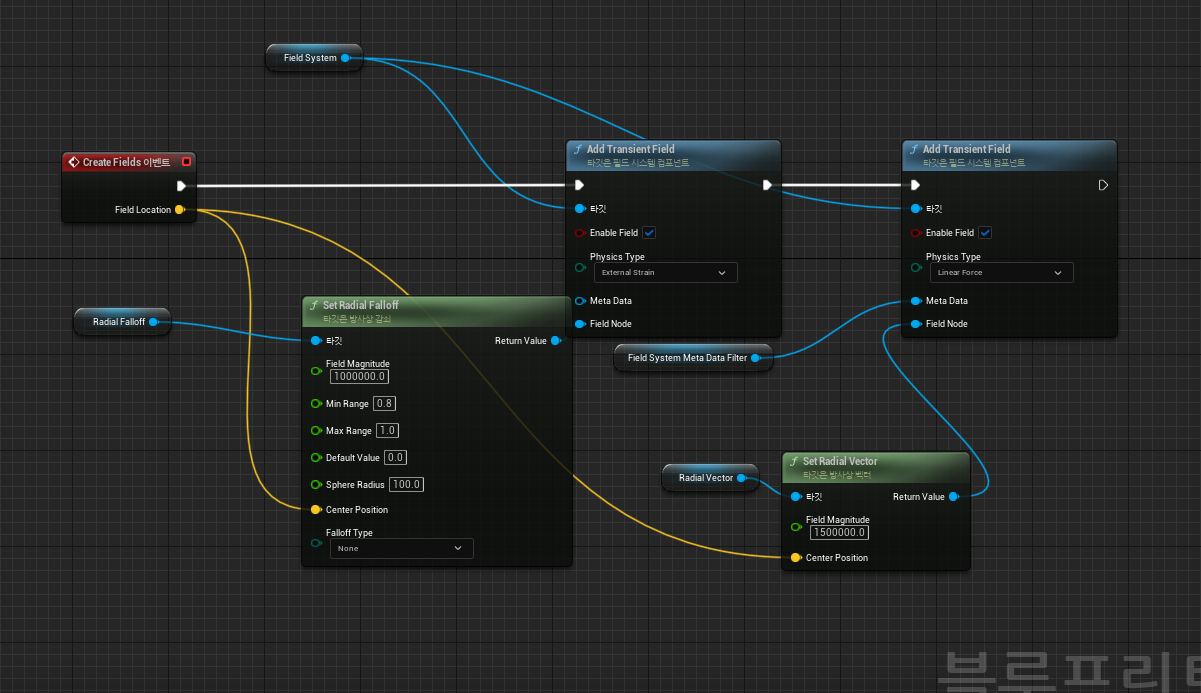 Field System
Create Fields 이벤트
Field Location
Add Transient Field
타깃은 필드 시스템 컴포넌트
타깃
Enable Field
Physics Type
External Strain
Meta Data
Field Node
Add Transient Field
타깃은 필드 시스템 컴포넌트
타깃
Enable Field
Physics Type
Linear Force
Meta Data
Field Node
Radial Falloff
Set Radial Falloff
타깃은 방사상 감쇠
타깃
Return Value
Field Magnitude
1000000.0
Min Range 0.8
Max Range 1.0
Default Value 0.0
Sphere Radius 100.0
Center Position
Falloff Type
None
Field System Meta Data Filter
Radial Vector
Set Radial Vector
타깃은 방사상 벡터
타깃
Return Value
Field Magnitude
1500000.0
Center Position
블루프리